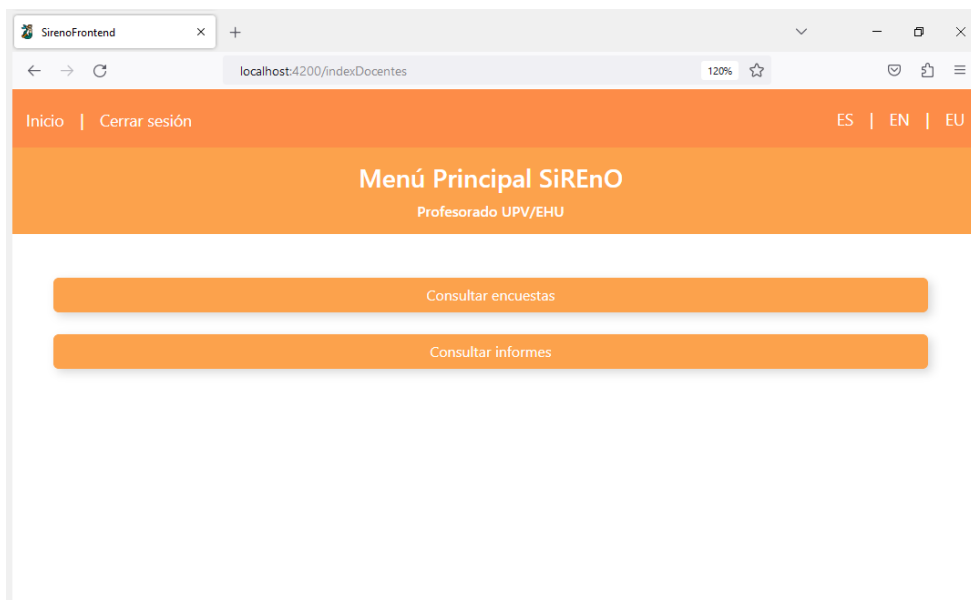 SirenoFrontend
localhost:4200/indexDocentes 120%
Inicio | Cerrar sesión ES | EN | EU
Menú Principal SiREnO
Profesorado UPV/EHU
Consultar encuestas
Consultar informes